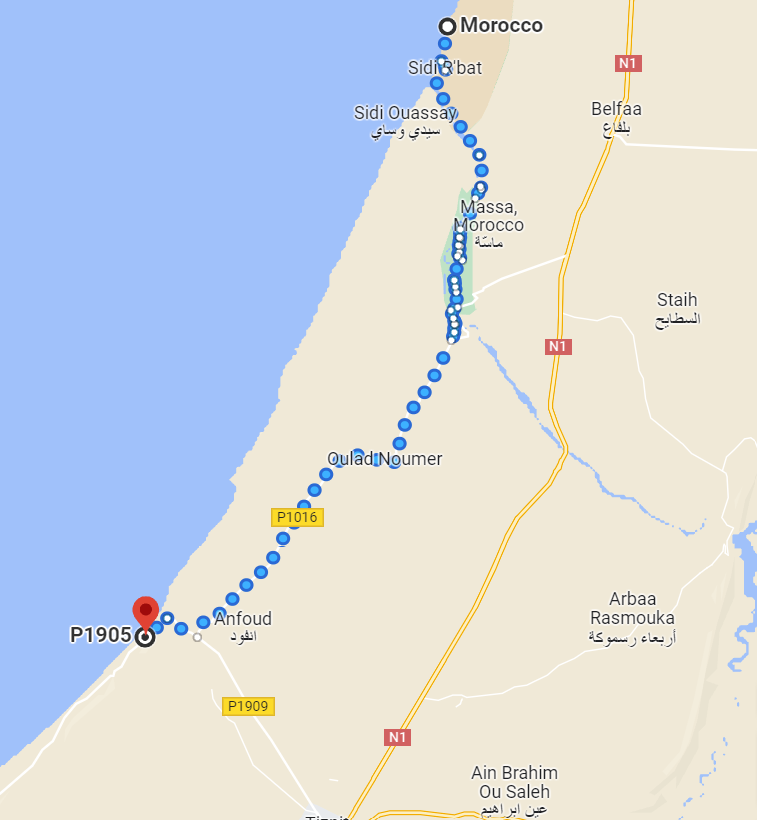 Morocco
N1
Sidi R'bat
Belfaa
بلفاع
Sidi Ouassay
سيدي وساي
Massa,
Morocco
ماسّة
Staih
السطايح
N1
Oulad Noumer
P1016
Arbaa
Rasmouka
أربعاء رسموكة
Anfoud
انفود
P1905
P1909
N1
Ain Brahim
Ou Saleh
عين ابراهيم